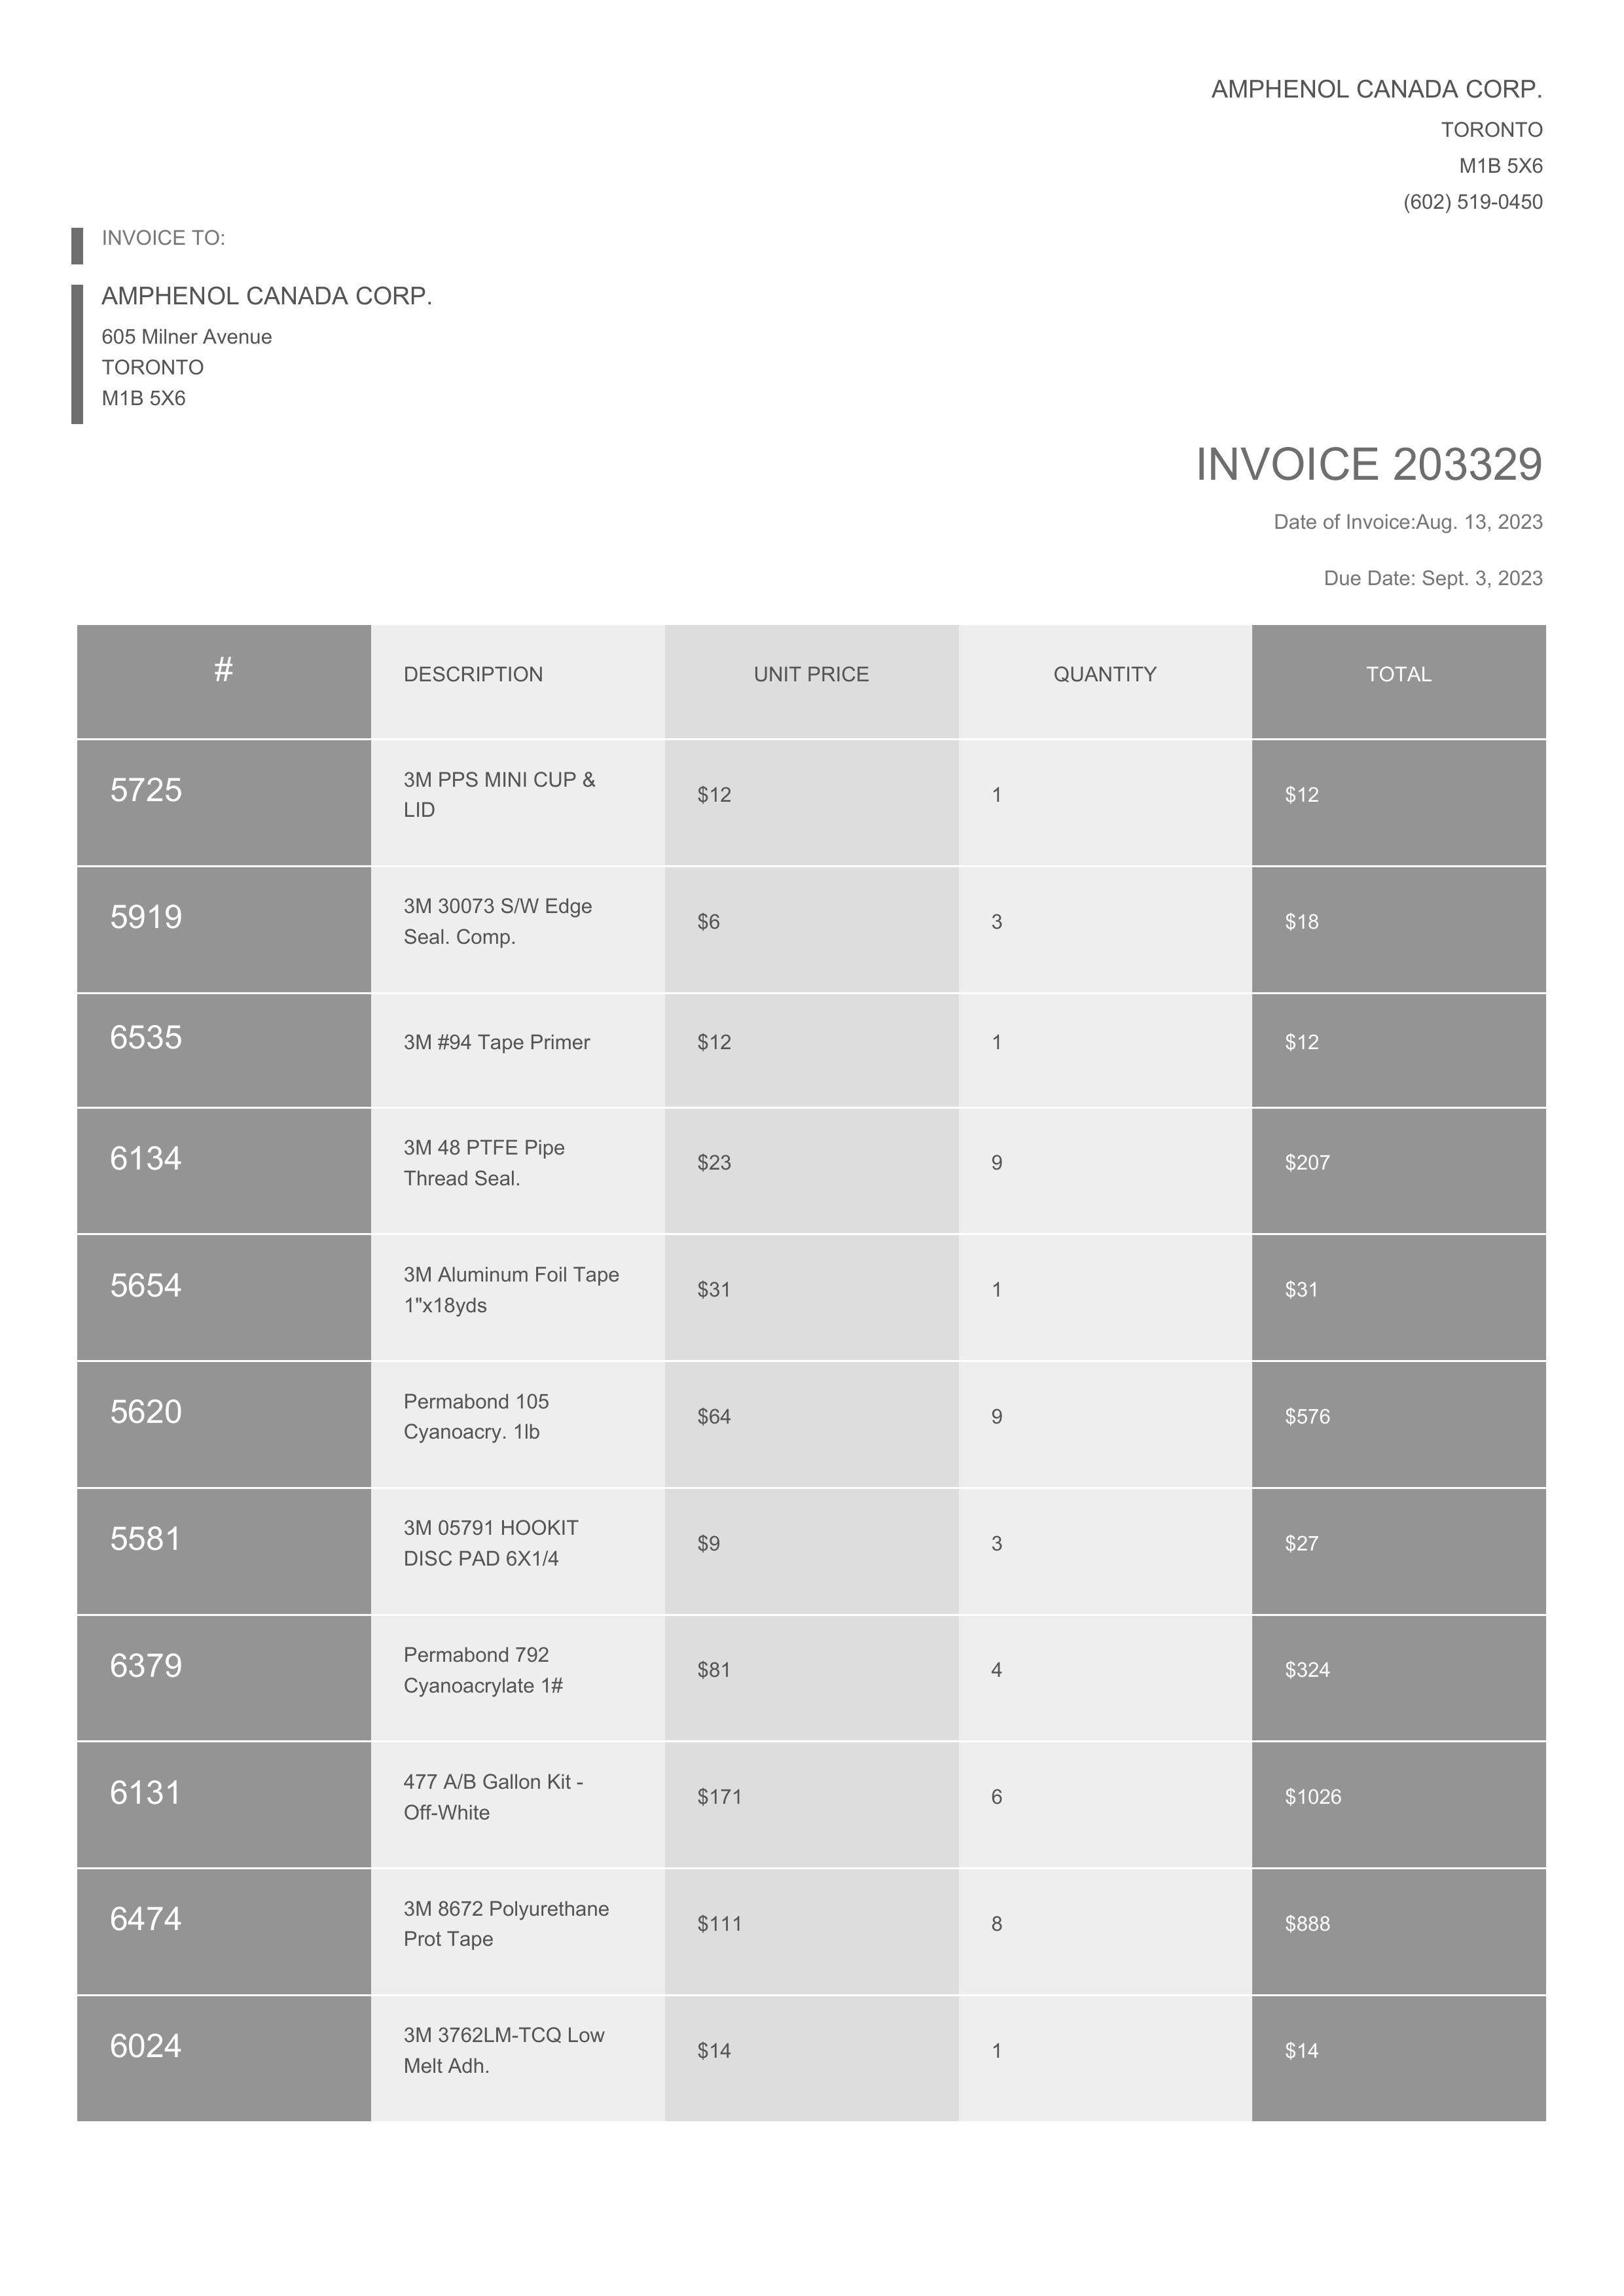 AMPHENOL CANADA CORP.
TORONTO
M1B 5X6
(602) 519-0450
INVOICE TO:
AMPHENOL CANADA CORP.
605 Milner Avenue
TORONTO
M1B 5X6
INVOICE 203329
Date of Invoice:Aug. 13, 2023
Due Date: Sept. 3, 2023
# DESCRIPTION UNIT PRICE QUANTITY TOTAL
5725 3M PPS MINI CUP & $12 1 $12
LID
5919 3M 30073 S/W Edge $6 3 $18
Seal. Comp.
6535 3M #94 Tape Primer $12 1 $12
6134 3M 48 PTFE Pipe $23 9 $207
Thread Seal.
5654 3M Aluminum Foil Tape $31 1 $31
1"x18yds
5620 Permabond 105 $64 9 $576
Cyanoacry. 1lb
5581 3M 05791 HOOKIT $9 3 $27
DISC PAD 6X1/4
6379 Permabond 792 $81 4 $324
Cyanoacrylate 1#
6131 477 A/B Gallon Kit - $171 6 $1026
Off-White
6474 3M 8672 Polyurethane $111 8 $888
Prot Tape
6024 3M 3762LM-TCQ Low $14 1 $14
Melt Adh.